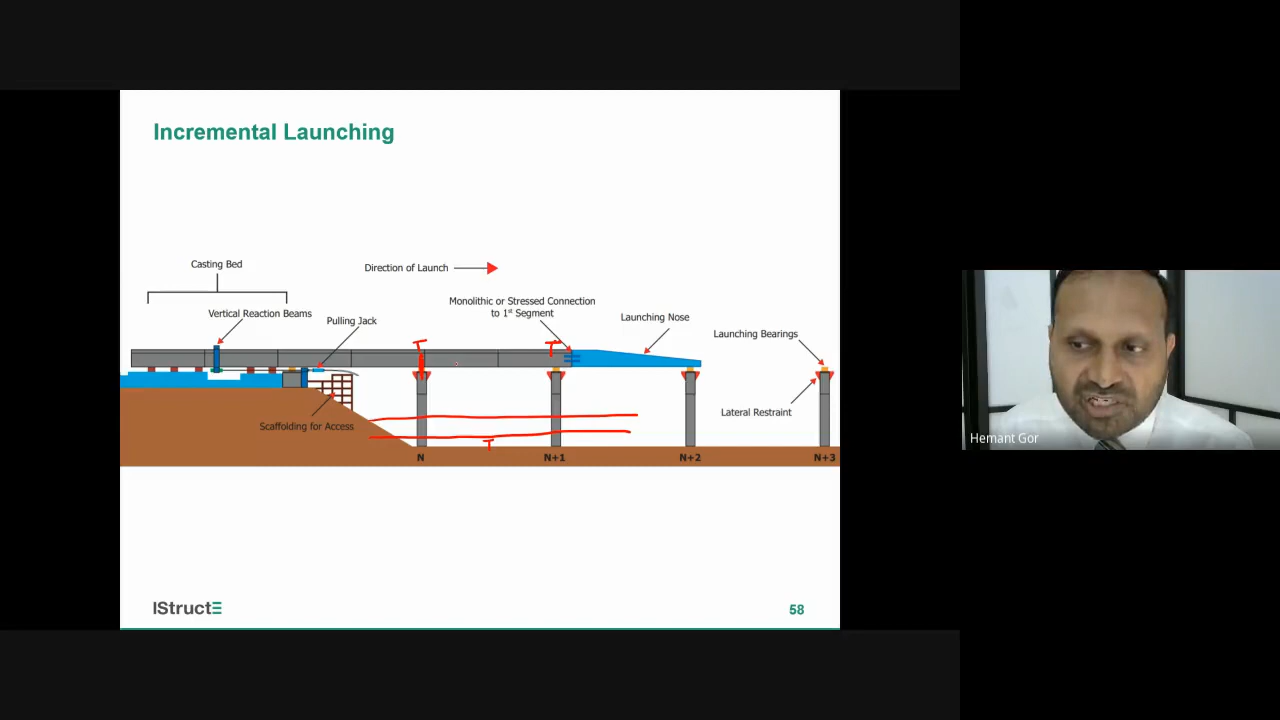 Incremental Launching
Casting Bed
Direction of Launch
Vertical Reaction Beams
Pulling Jack
Monolithic or Stressed Connection
to 1st Segment
Launching Nose
Launching Bearings
T
T
Lateral Restraint
Scaffolding for Access
T
N
N+1
N+2
N+3
IStructE
58
Hemant Gor